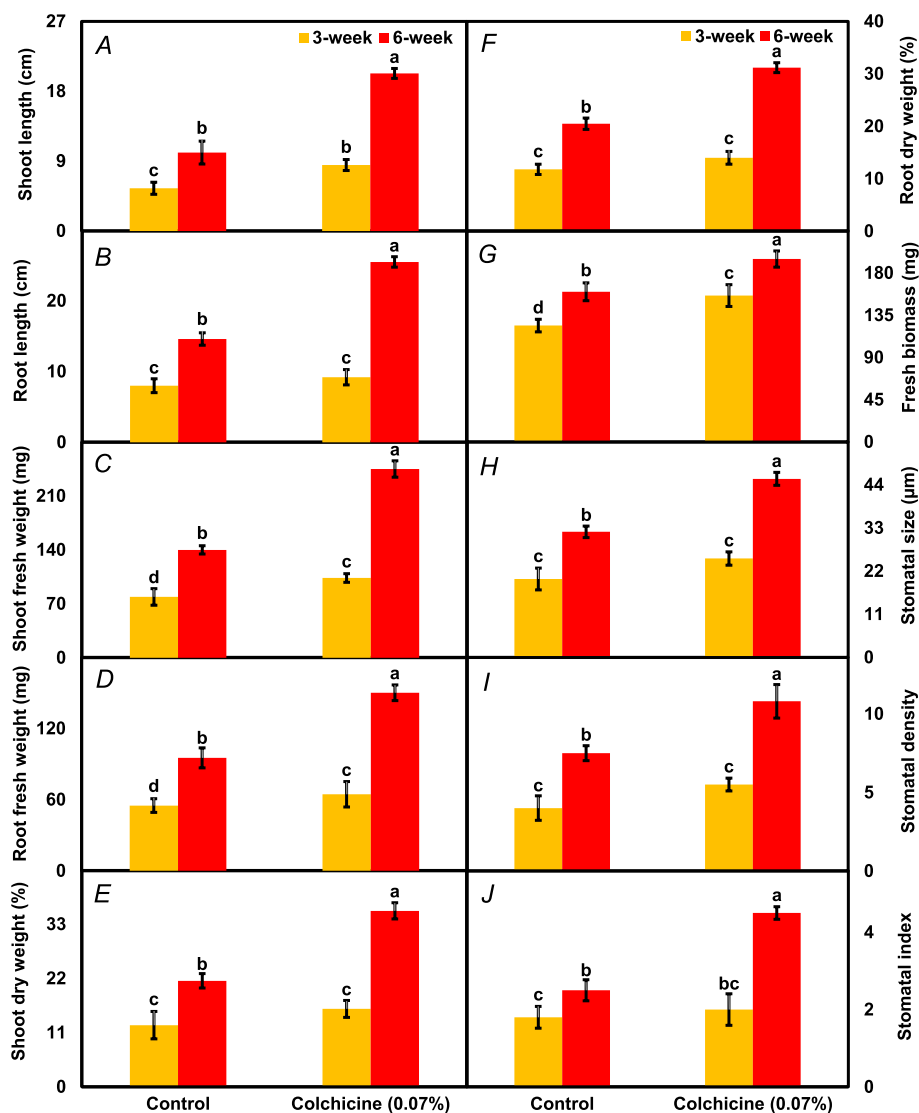 A
3-week 6-week
a
b
b
c
Shoot length (cm)
27
18
9
0
F
3-week 6-week
a
b
c
c
Root dry weight (%)
40
30
20
10
0
B
a
b
c
c
Root length (cm)
20
10
0
G
a
b
c
d
Fresh biomass (mg)
180
135
90
45
0
C
a
b
c
d
Shoot fresh weight (mg)
210
140
70
0
H
a
b
c
c
Stomatal size (µm)
44
33
22
11
0
D
a
b
c
d
Root fresh weight (mg)
120
60
0
I
a
b
c
c
Stomatal density
10
5
0
E
a
b
c
c
Shoot dry weight (%)
33
22
11
0
J
a
b
bc
c
Stomatal index
4
2
0
Control Colchicine (0.07%) Control Colchicine (0.07%)